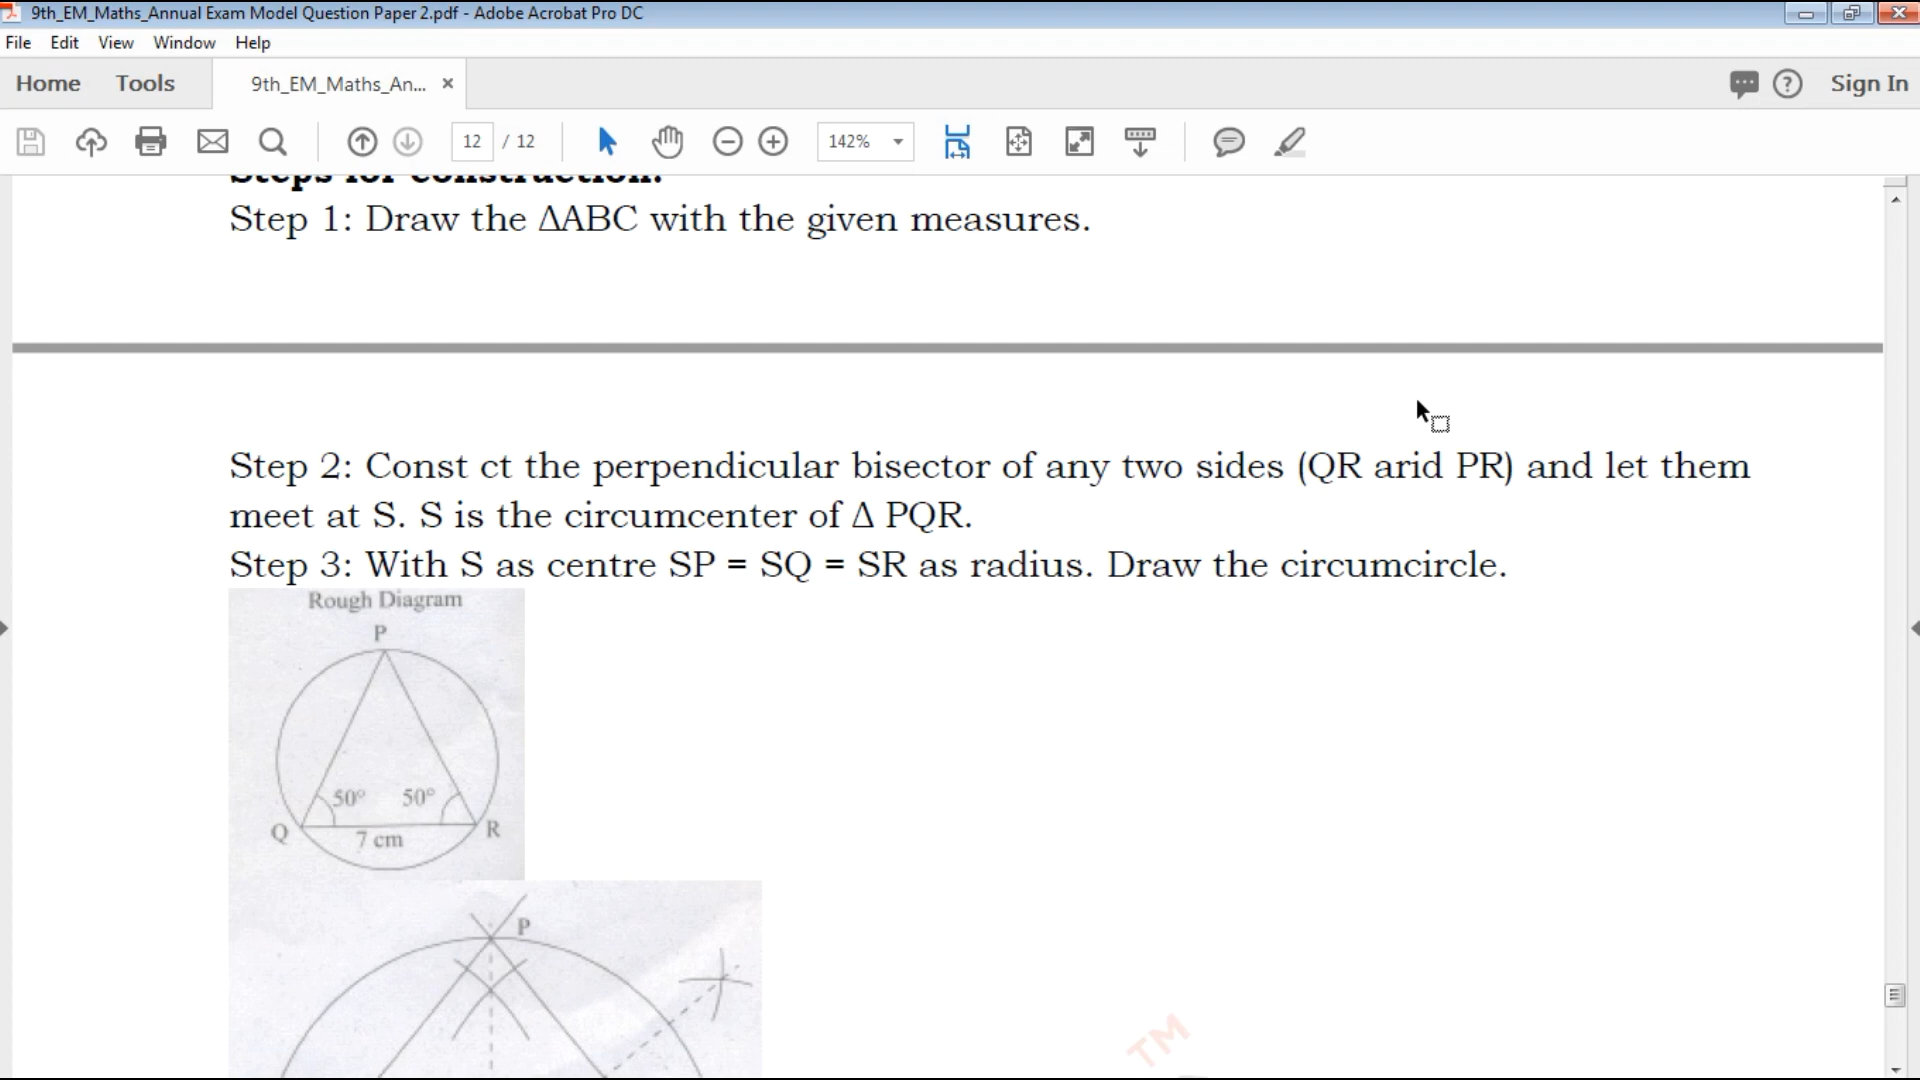 9th_EM_Maths_Annual Exam Model Question Paper 2.pdf - Adobe Acrobat Pro DC
File Edit View Window Help
Home Tools 9th_EM_Maths_An... × Sign In
12 / 12 142%
Steps for construction:
Step 1: Draw the ΔABC with the given measures.
Step 2: Const ct the perpendicular bisector of any two sides (QR arid PR) and let them
meet at S. S is the circumcenter of Δ PQR.
Step 3: With S as centre SP = SQ = SR as radius. Draw the circumcircle.
Rough Diagram
P
50° 50°
Q R
7 cm
P
TM